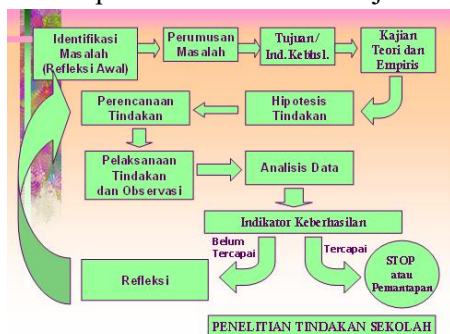 Identifikasi
Masalah
(Refleksi Awal)
Perumusan
Masalah
Tujuan/
Ind.Kebhsl.
Kajian
Teori dan
Empiris
Perencanaan
Tindakan
Hipotesis
Tindakan
Pelaksanaan
Tindakan
dan Observasi
Analisis Data
Indikator Keberhasilan
Belum
Tercapai
Tercapai
Refleksi
STOP
atau
Pemantapan
PENELITIAN TINDAKAN SEKOLAH